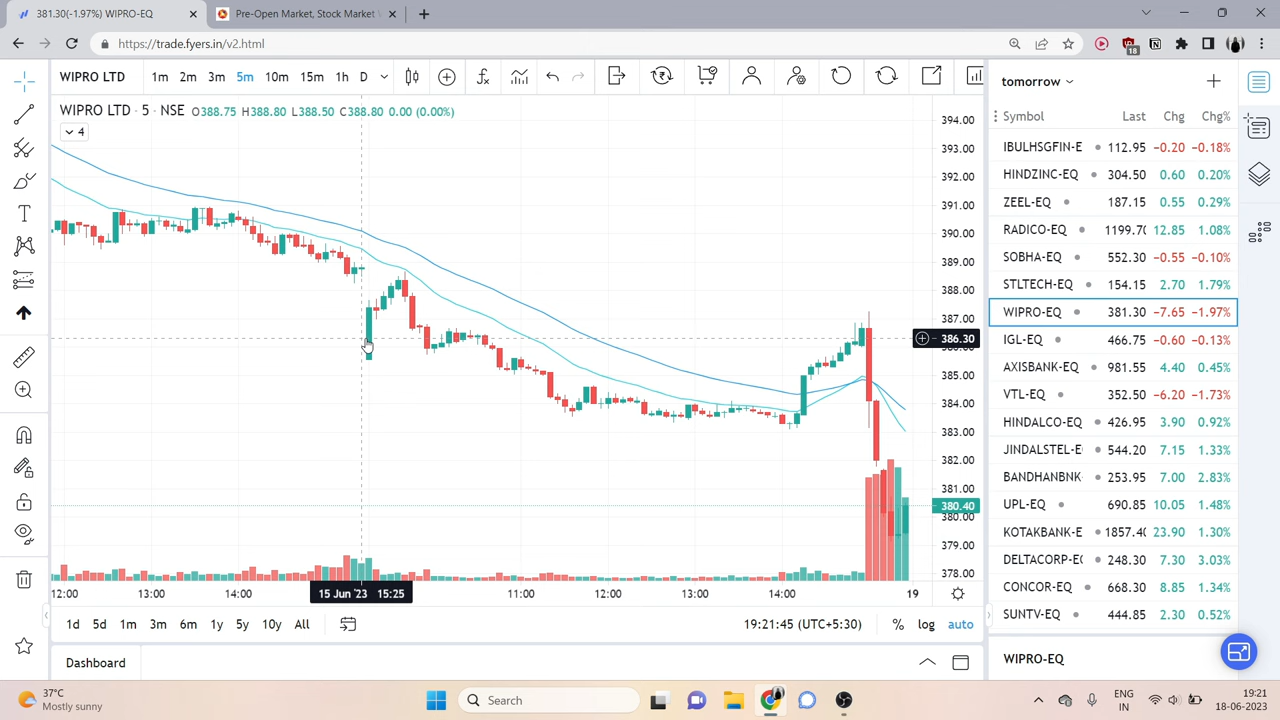 381.30(-1.97%) WIPRO-EQ
Pre-Open Market, Stock Market
https://trade.fyers.in/v2.html
18
WIPRO LTD
1m 2m 3m 5m 10m 15m 1h D
tomorrow
WIPRO LTD · 5 · NSE O388.75 H388.80 L388.50 C388.80 0.00 (0.00%)
4
394.00
393.00
392.00
391.00
390.00
389.00
388.00
387.00
386.30
386.00
385.00
384.00
383.00
382.00
381.00
380.40
380.00
379.00
378.00
12:00 13:00 14:00 15 Jun '23 15:25 11:00 12:00 13:00 14:00 19
1d 5d 1m 3m 6m 1y 5y 10y All
19:21:45 (UTC+5:30) % log auto
Dashboard
Symbol Last Chg Chg%
IBULHSGFIN-E 112.95 −0.20 −0.18%
HINDZINC-EQ 304.50 0.60 0.20%
ZEEL-EQ 187.15 0.55 0.29%
RADICO-EQ 1199.70 12.85 1.08%
SOBHA-EQ 552.30 −0.55 −0.10%
STLTECH-EQ 154.15 2.70 1.79%
WIPRO-EQ 381.30 −7.65 −1.97%
IGL-EQ 466.75 −0.60 −0.13%
AXISBANK-EQ 981.55 4.40 0.45%
VTL-EQ 352.50 −6.20 −1.73%
HINDALCO-EQ 426.95 3.90 0.92%
JINDALSTEL-E 544.20 7.15 1.33%
BANDHANBNK- 253.95 7.00 2.83%
UPL-EQ 690.85 10.05 1.48%
KOTAKBANK-E 1857.40 23.90 1.30%
DELTACORP-EQ 248.30 7.30 3.03%
CONCOR-EQ 668.30 8.85 1.34%
SUNTV-EQ 444.85 2.30 0.52%
WIPRO-EQ
37°C
Mostly sunny
Search
ENG
IN
19:21
18-06-2023